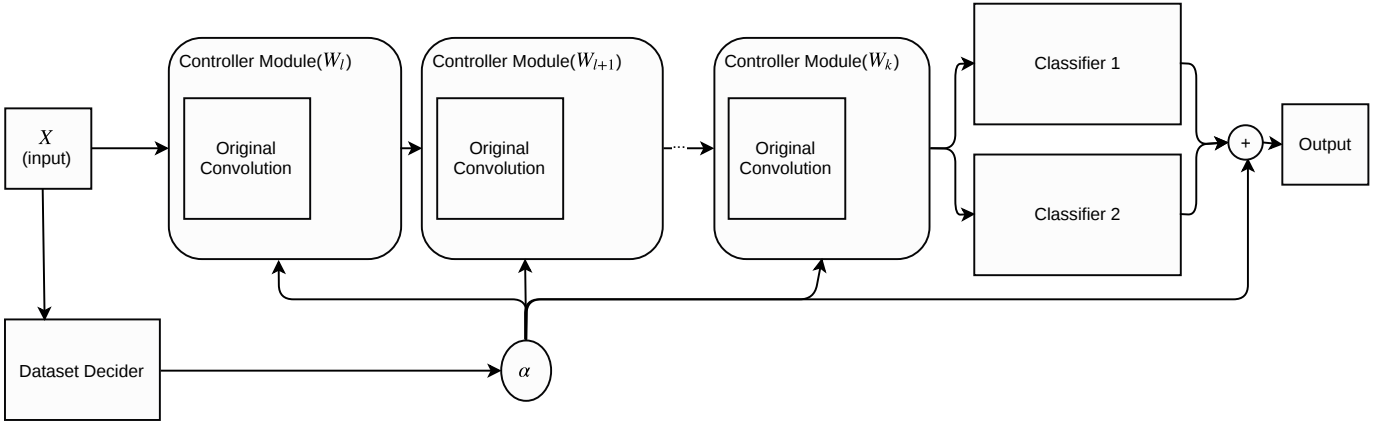 X
(input)
Controller Module(W_l)
Original
Convolution
Controller Module(W_{l+1})
Original
Convolution
...
Controller Module(W_k)
Original
Convolution
Classifier 1
Classifier 2
+
Output
Dataset Decider
α